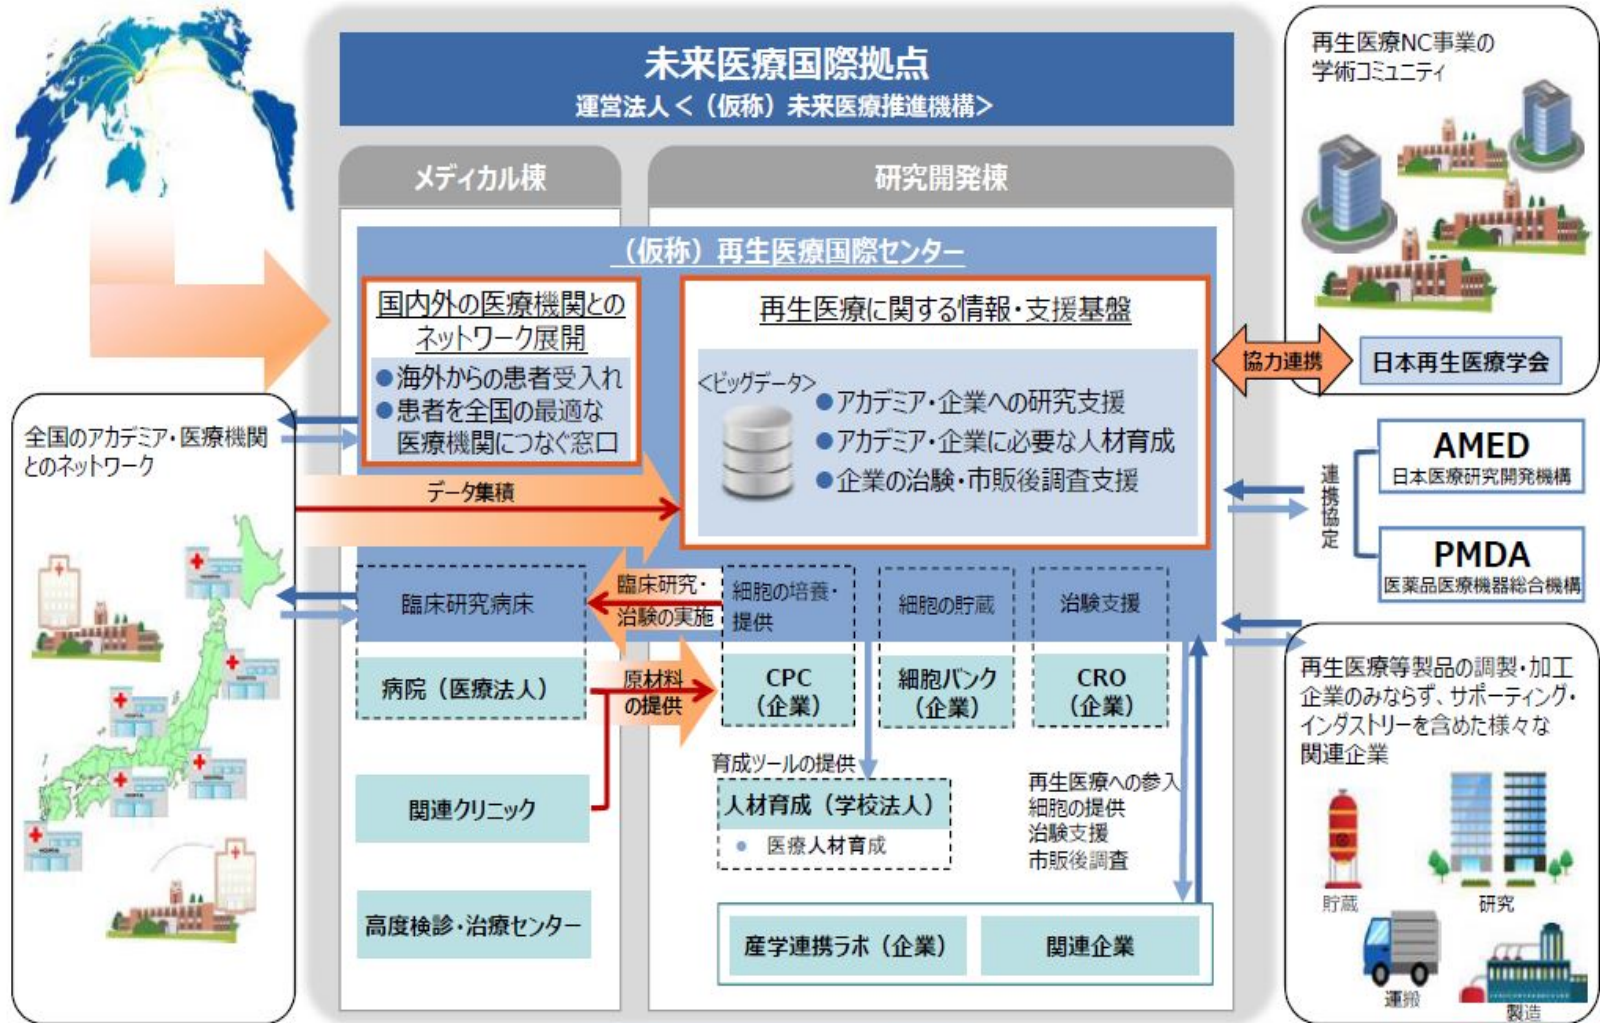 未来医療国際拠点
運営法人＜（仮称）未来医療推進機構＞
メディカル棟
研究開発棟
（仮称）再生医療国際センター
国内外の医療機関との
ネットワーク展開
●海外からの患者受入れ
●患者を全国の最適な
医療機関につなぐ窓口
再生医療に関する情報・支援基盤
<ビッグデータ>
●アカデミア・企業への研究支援
●アカデミア・企業に必要な人材育成
●企業の治験・市販後調査支援
再生医療NC事業の
学術コミュニティ
協力連携
日本再生医療学会
全国のアカデミア・医療機関
とのネットワーク
データ集積
連携協定
AMED
日本医療研究開発機構
PMDA
医薬品医療機器総合機構
臨床研究病床
臨床研究・
治験の実施
細胞の培養・
提供
細胞の貯蔵
治験支援
病院（医療法人）
原材料
の提供
CPC
（企業）
細胞バンク
（企業）
CRO
（企業）
育成ツールの提供
人材育成（学校法人）
● 医療人材育成
再生医療への参入
細胞の提供
治験支援
市販後調査
関連クリニック
高度検診・治療センター
産学連携ラボ（企業）
関連企業
再生医療等製品の調製・加工
企業のみならず、サポーティング・
インダストリーを含めた様々な
関連企業
貯蔵
研究
運搬
製造